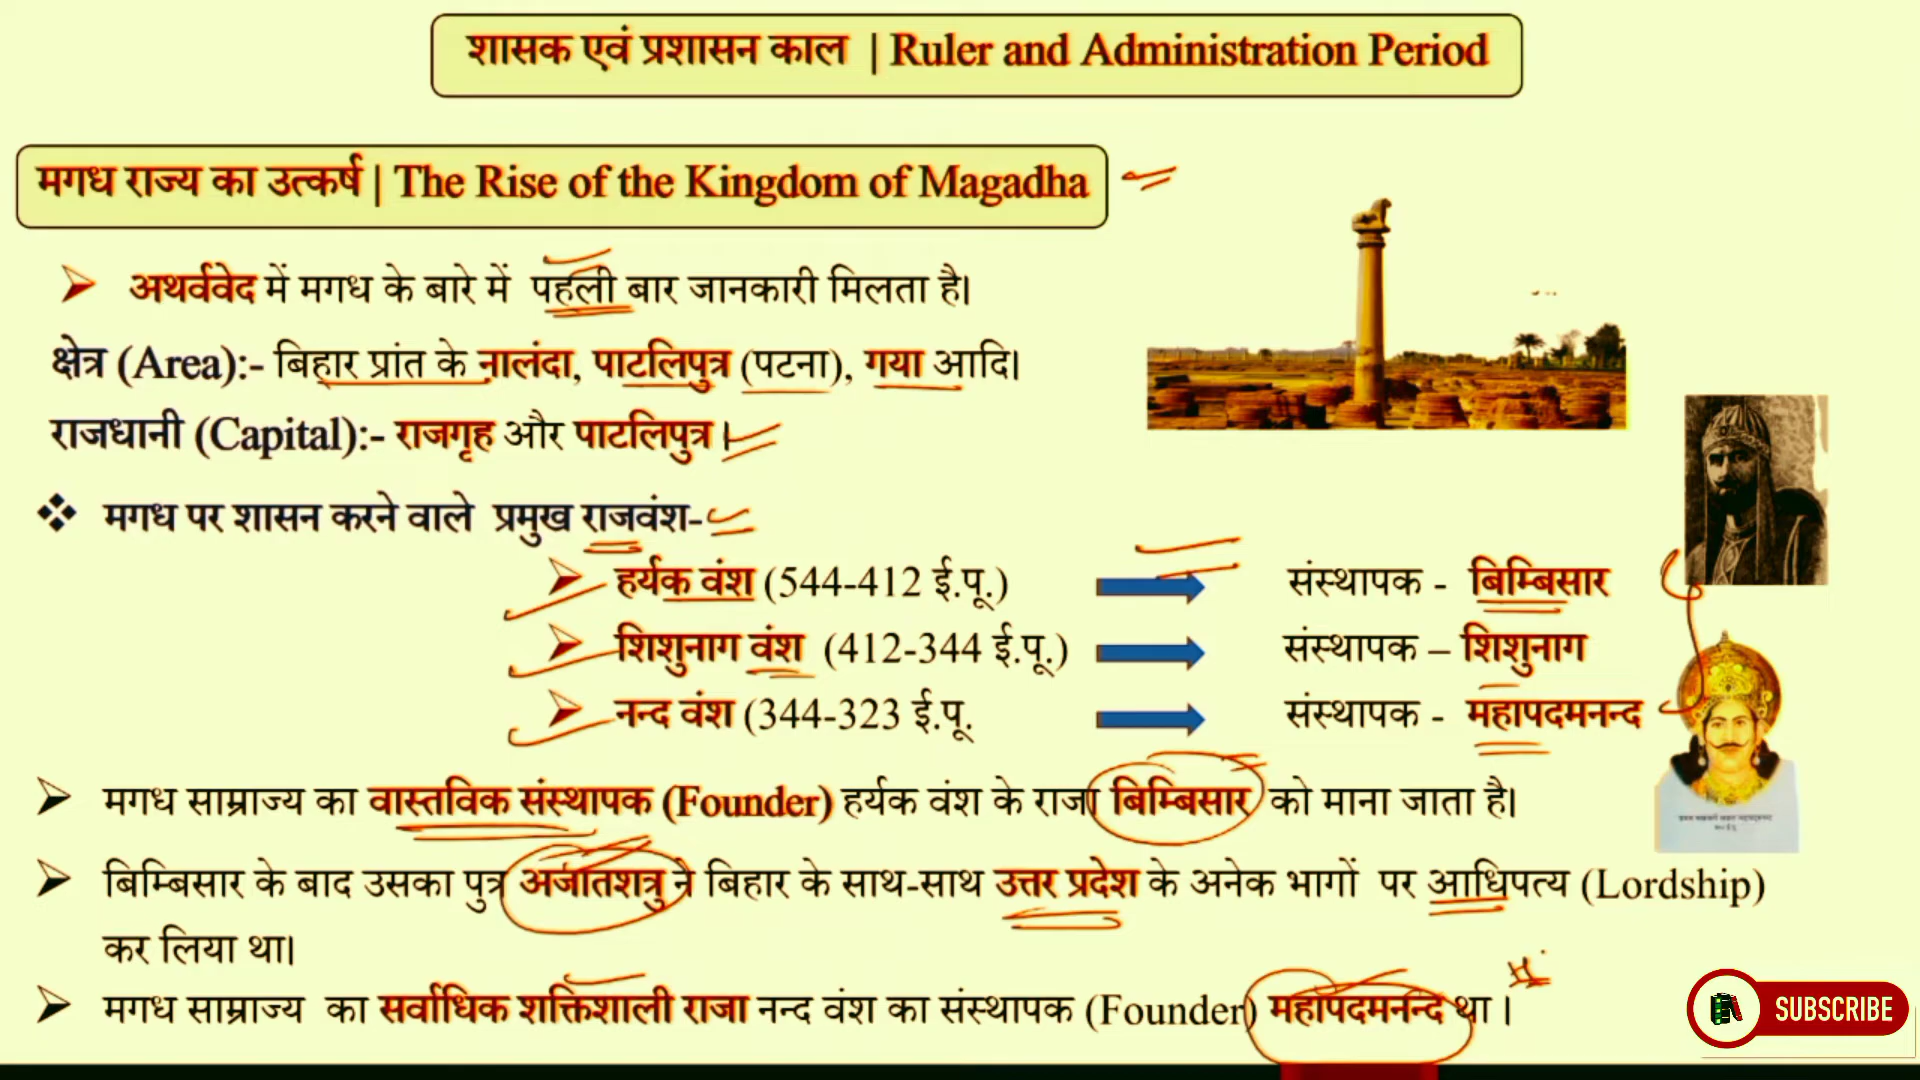 शासक एवं प्रशासन काल | Ruler and Administration Period
मगध राज्य का उत्कर्ष | The Rise of the Kingdom of Magadha
अथर्ववेद में मगध के बारे में पहली बार जानकारी मिलता है।
क्षेत्र (Area):- बिहार प्रांत के नालंदा, पाटलिपुत्र (पटना), गया आदि।
राजधानी (Capital):- राजगृह और पाटलिपुत्र।
मगध पर शासन करने वाले प्रमुख राजवंश-
हर्यक वंश (544-412 ई.पू.) संस्थापक - बिम्बिसार
शिशुनाग वंश (412-344 ई.पू.) संस्थापक – शिशुनाग
नन्द वंश (344-323 ई.पू. संस्थापक - महापदमनन्द
मगध साम्राज्य का वास्तविक संस्थापक (Founder) हर्यक वंश के राजा बिम्बिसार को माना जाता है।
बिम्बिसार के बाद उसका पुत्र अजातशत्रु ने बिहार के साथ-साथ उत्तर प्रदेश के अनेक भागों पर आधिपत्य (Lordship)
कर लिया था।
मगध साम्राज्य का सर्वाधिक शक्तिशाली राजा नन्द वंश का संस्थापक (Founder) महापदमनन्द था।
SUBSCRIBE